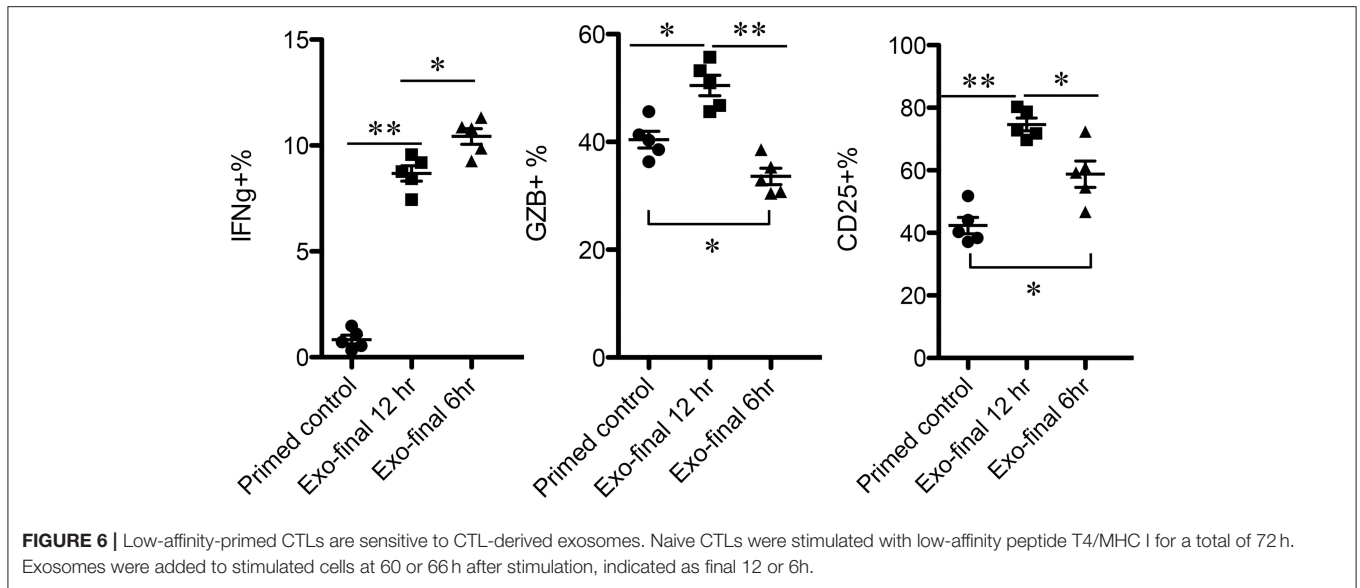 15
10
5
0
IFNg+%
*
**
Primed control
Exo-final 12 hr
Exo-final 6hr
60
40
20
0
GZB+ %
*
**
*
Primed control
Exo-final 12 hr
Exo-final 6hr
100
80
60
40
20
0
CD25+%
**
*
*
Primed control
Exo-final 12 hr
Exo-final 6hr
FIGURE 6 | Low-affinity-primed CTLs are sensitive to CTL-derived exosomes. Naive CTLs were stimulated with low-affinity peptide T4/MHC I for a total of 72 h.
Exosomes were added to stimulated cells at 60 or 66 h after stimulation, indicated as final 12 or 6h.